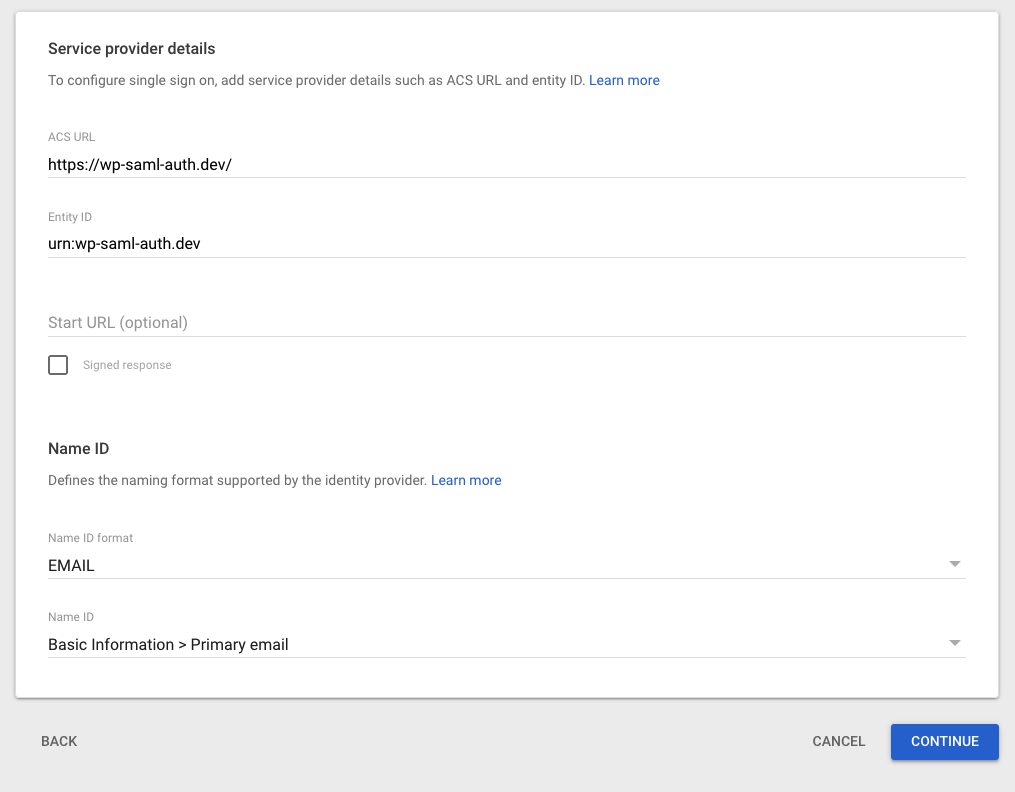 Service provider details
To configure single sign on, add service provider details such as ACS URL and entity ID. Learn more
ACS URL
https://wp-saml-auth.dev/
Entity ID
urn:wp-saml-auth.dev
Start URL (optional)
Signed response
Name ID
Defines the naming format supported by the identity provider. Learn more
Name ID format
EMAIL
Name ID
Basic Information > Primary email
BACK CANCEL CONTINUE